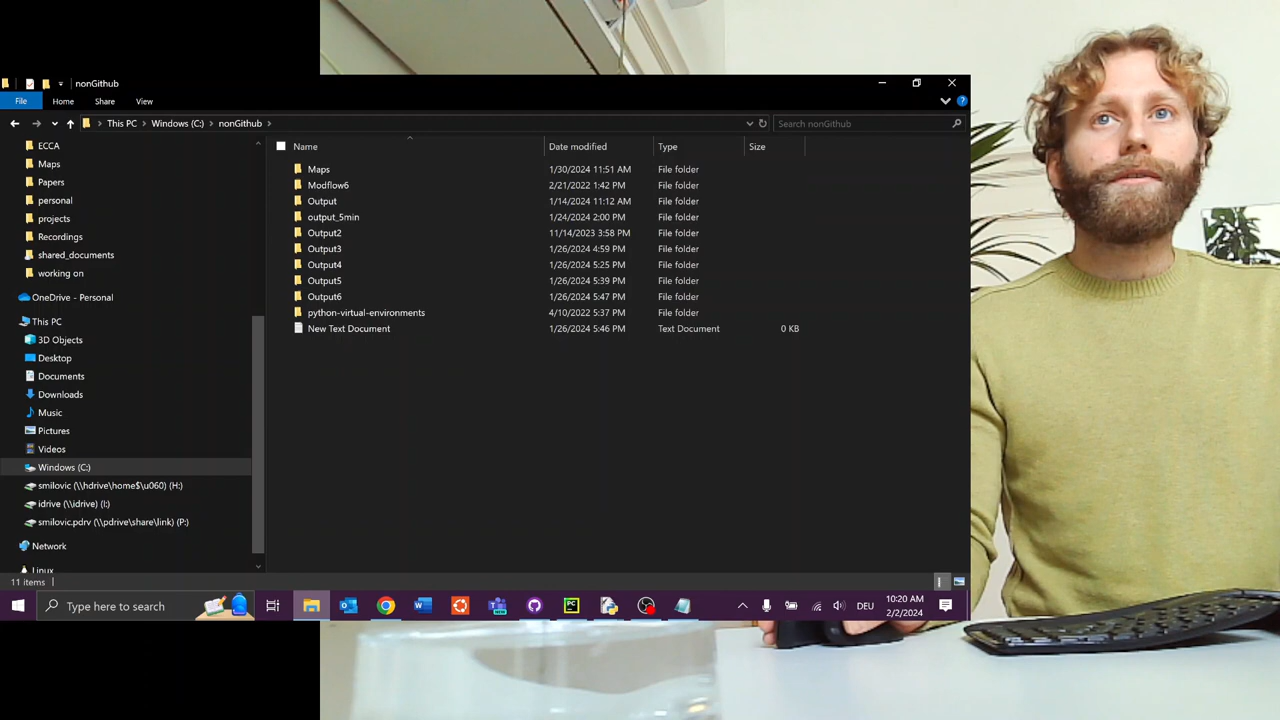 nonGithub
File Home Share View
This PC Windows (C:) nonGithub Search nonGithub
ECCA
Maps
Papers
personal
projects
Recordings
shared_documents
working on
OneDrive - Personal
This PC
3D Objects
Desktop
Documents
Downloads
Music
Pictures
Videos
Windows (C:)
smilovic (\\hdrive\home$\u060) (H:)
idrive (\\idrive) (I:)
smilovic.pdrv (\\pdrive\share\link) (P:)
Network
Linux
Name Date modified Type Size
Maps 1/30/2024 11:51 AM File folder
Modflow6 2/21/2022 1:42 PM File folder
Output 1/14/2024 11:12 AM File folder
output_5min 1/24/2024 2:00 PM File folder
Output2 11/14/2023 3:58 PM File folder
Output3 1/26/2024 4:59 PM File folder
Output4 1/26/2024 5:25 PM File folder
Output5 1/26/2024 5:39 PM File folder
Output6 1/26/2024 5:47 PM File folder
python-virtual-environments 4/10/2022 5:37 PM File folder
New Text Document 1/26/2024 5:46 PM Text Document 0 KB
11 items
Type here to search
DEU
10:20 AM
2/2/2024